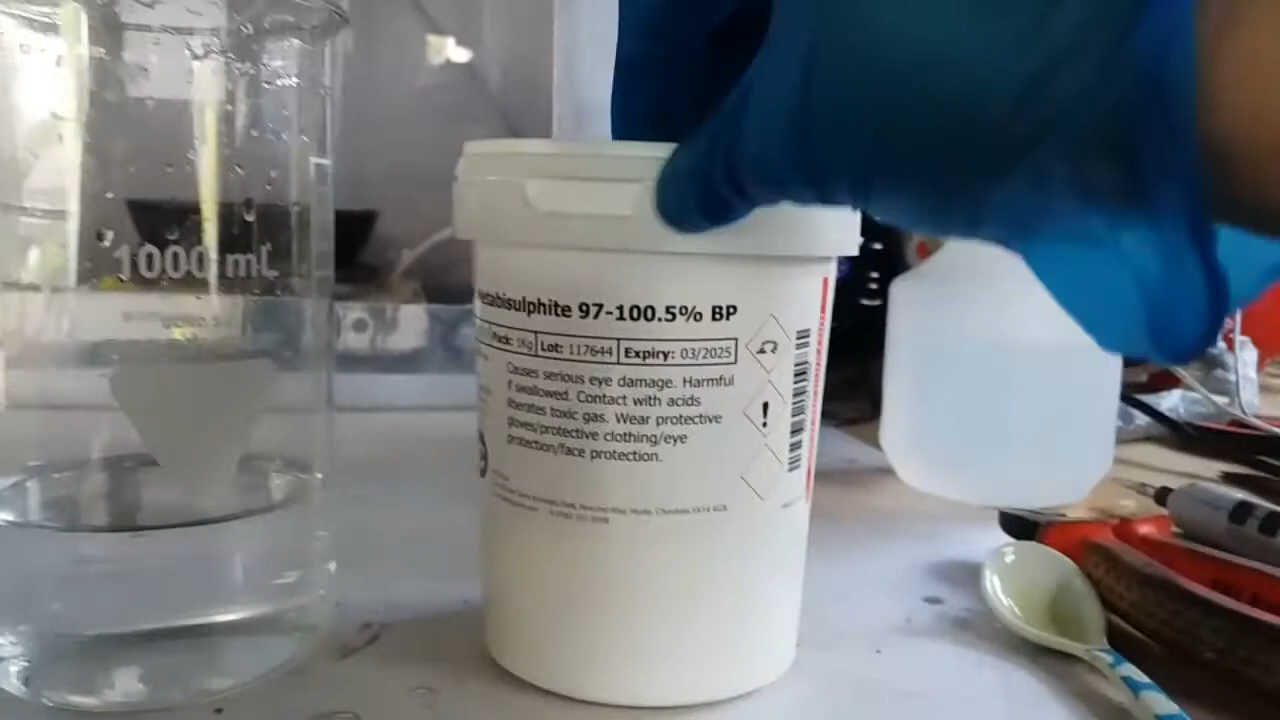 1000 mL
etabisulphite 97-100.5% BP
Pack: 1Kg Lot: 117644 Expiry: 03/2025
Causes serious eye damage. Harmful
if swallowed. Contact with acids
liberates toxic gas. Wear protective
gloves/protective clothing/eye
protection/face protection.